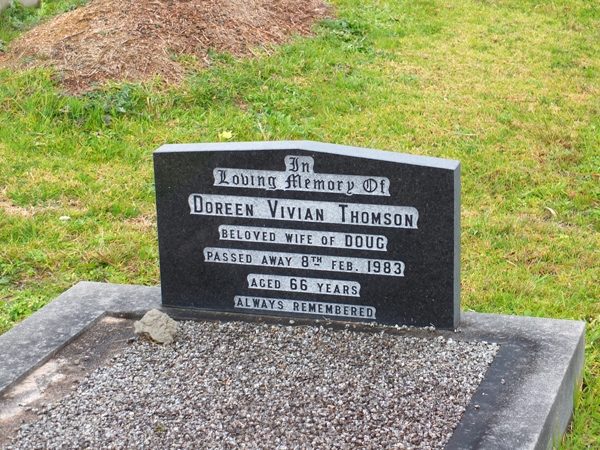 In
Loving Memory Of
DOREEN VIVIAN THOMSON
BELOVED WIFE OF DOUG
PASSED AWAY 8TH FEB. 1983
AGED 66 YEARS
ALWAYS REMEMBERED